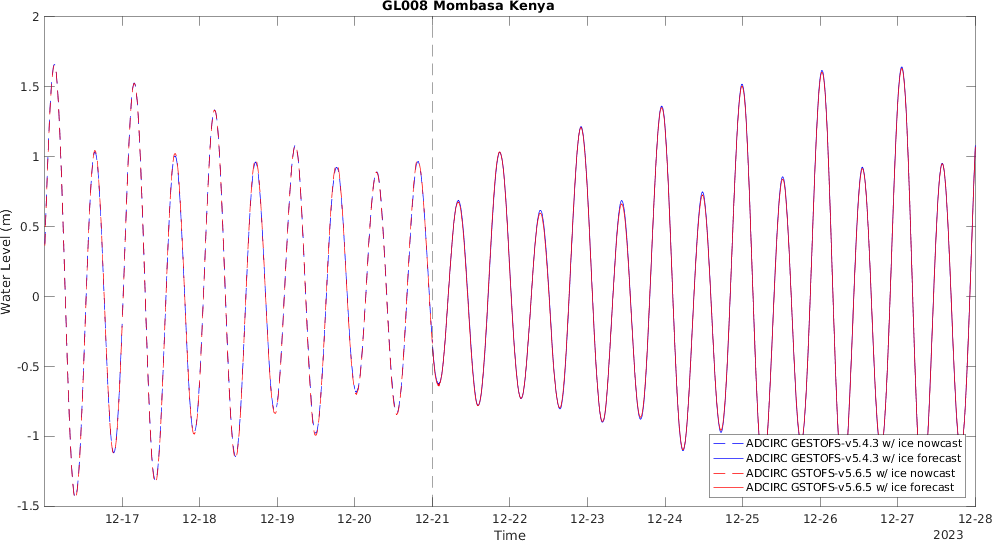 GL008 Mombasa Kenya
2
1.5
1
0.5
0
-0.5
-1
-1.5
Water Level (m)
12-17 12-18 12-19 12-20 12-21 12-22 12-23 12-24 12-25 12-26 12-27 12-28
Time
2023
ADCIRC GESTOFS-v5.4.3 w/ ice nowcast
ADCIRC GESTOFS-v5.4.3 w/ ice forecast
ADCIRC GSTOFS-v5.6.5 w/ ice nowcast
ADCIRC GSTOFS-v5.6.5 w/ ice forecast